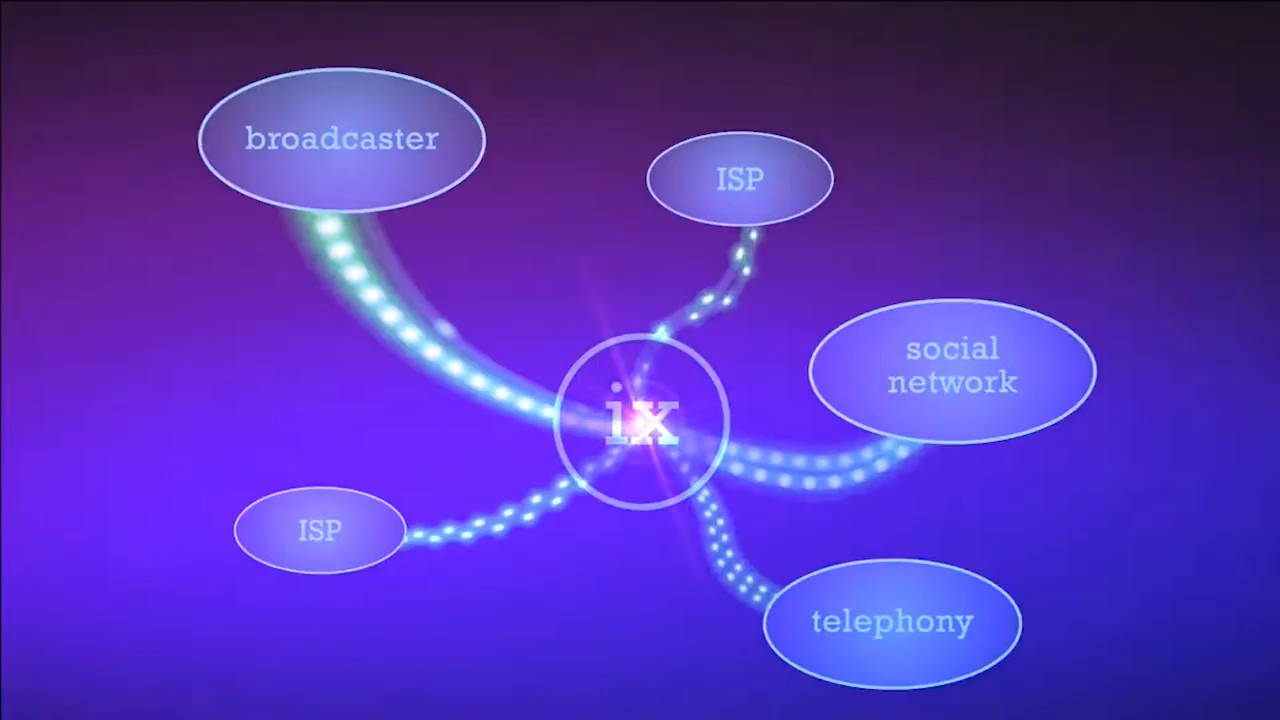 broadcaster
ISP
social
network
ix
ISP
telephony